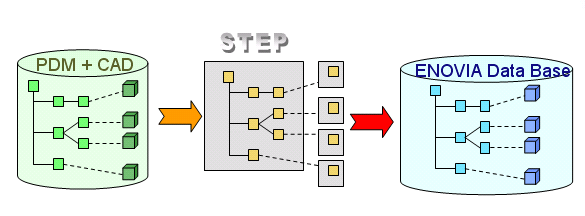 STEP
PDM + CAD
ENOVIA Data Base